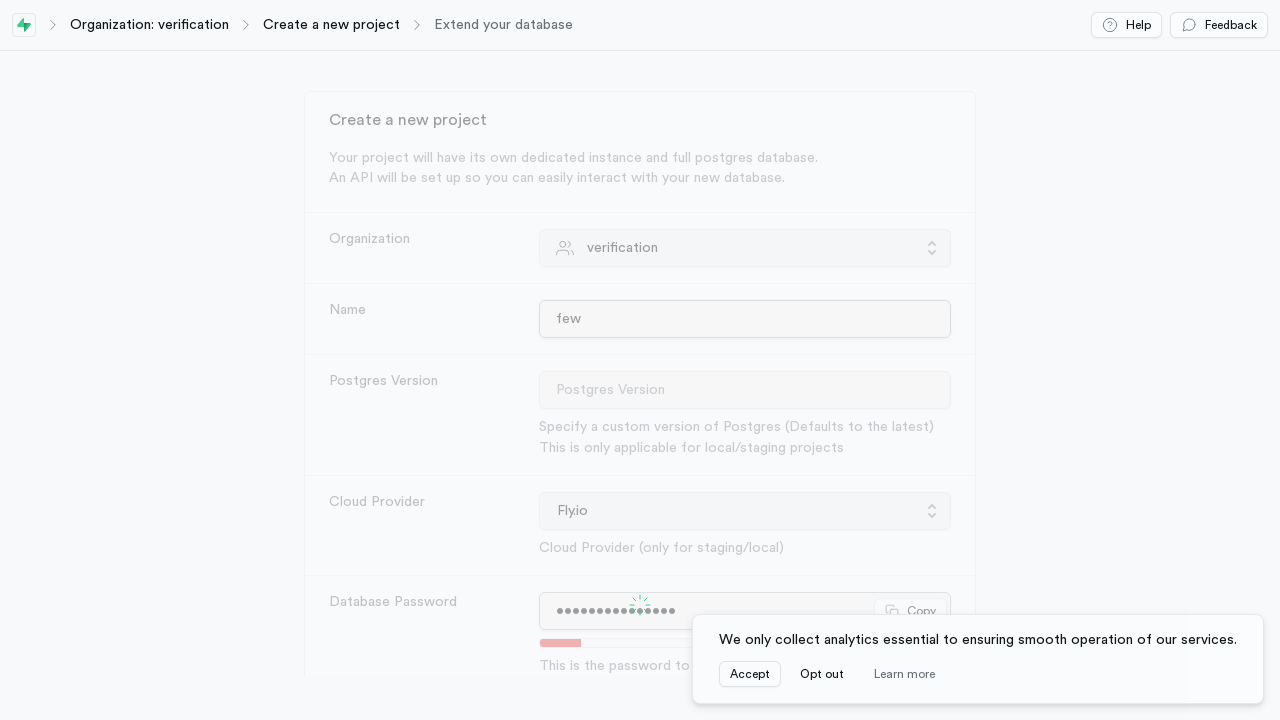 Organization: verification
Create a new project
Extend your database
Help
Feedback
Create a new project
Your project will have its own dedicated instance and full postgres database.
An API will be set up so you can easily interact with your new database.
Organization
verification
Name
few
Postgres Version
Postgres Version
Specify a custom version of Postgres (Defaults to the latest)
This is only applicable for local/staging projects
Cloud Provider
Fly.io
Cloud Provider (only for staging/local)
Database Password
•••••••••••••••
Copy
This is the password to
We only collect analytics essential to ensuring smooth operation of our services.
Accept
Opt out
Learn more